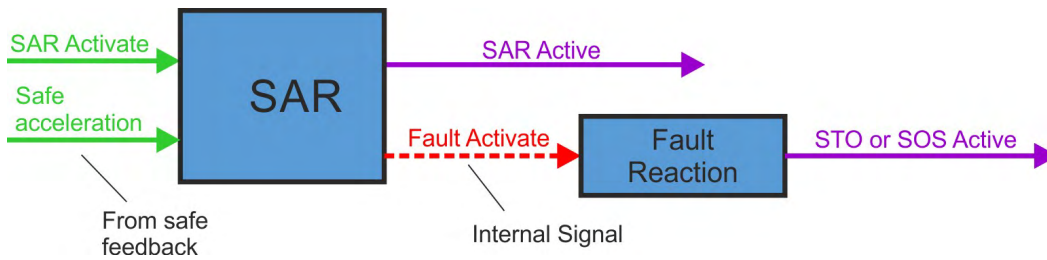 SAR Activate
Safe
acceleration
SAR
SAR Active
Fault Activate
Fault
Reaction
STO or SOS Active
From safe
feedback
Internal Signal